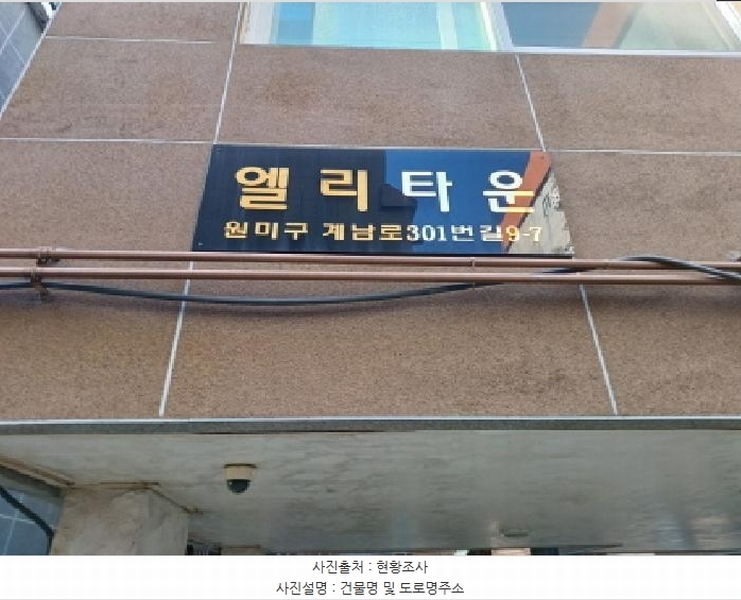 엘리타운
원미구 계남로301번길9-7
사진출처 : 현황조사
사진설명 : 건물명 및 도로명주소